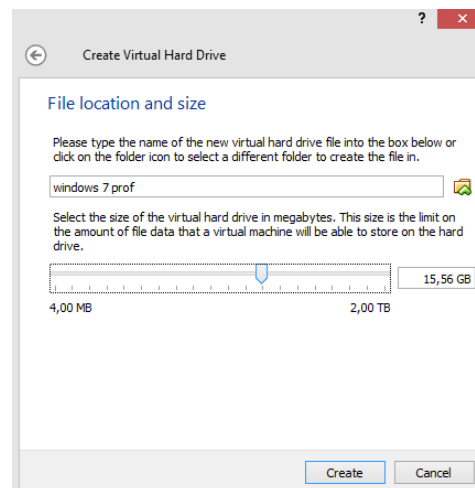 ?
Create Virtual Hard Drive
File location and size
Please type the name of the new virtual hard drive file into the box below or
click on the folder icon to select a different folder to create the file in.
windows 7 prof
Select the size of the virtual hard drive in megabytes. This size is the limit on
the amount of file data that a virtual machine will be able to store on the hard
drive.
15,56 GB
4,00 MB 2,00 TB
Create Cancel